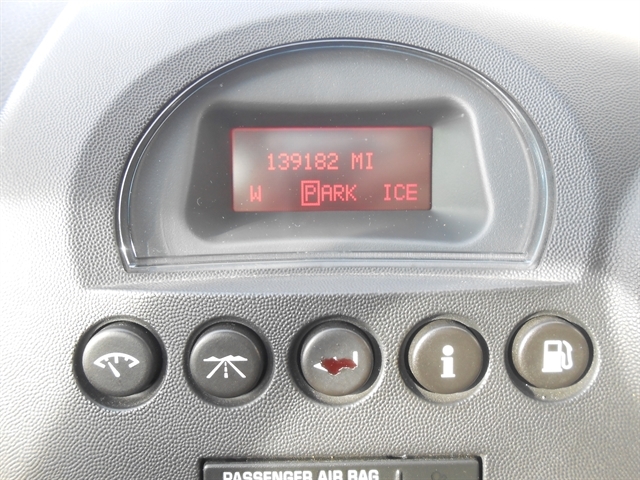 139182 MI
W PARK ICE
i
PASSENGER AIR BAG